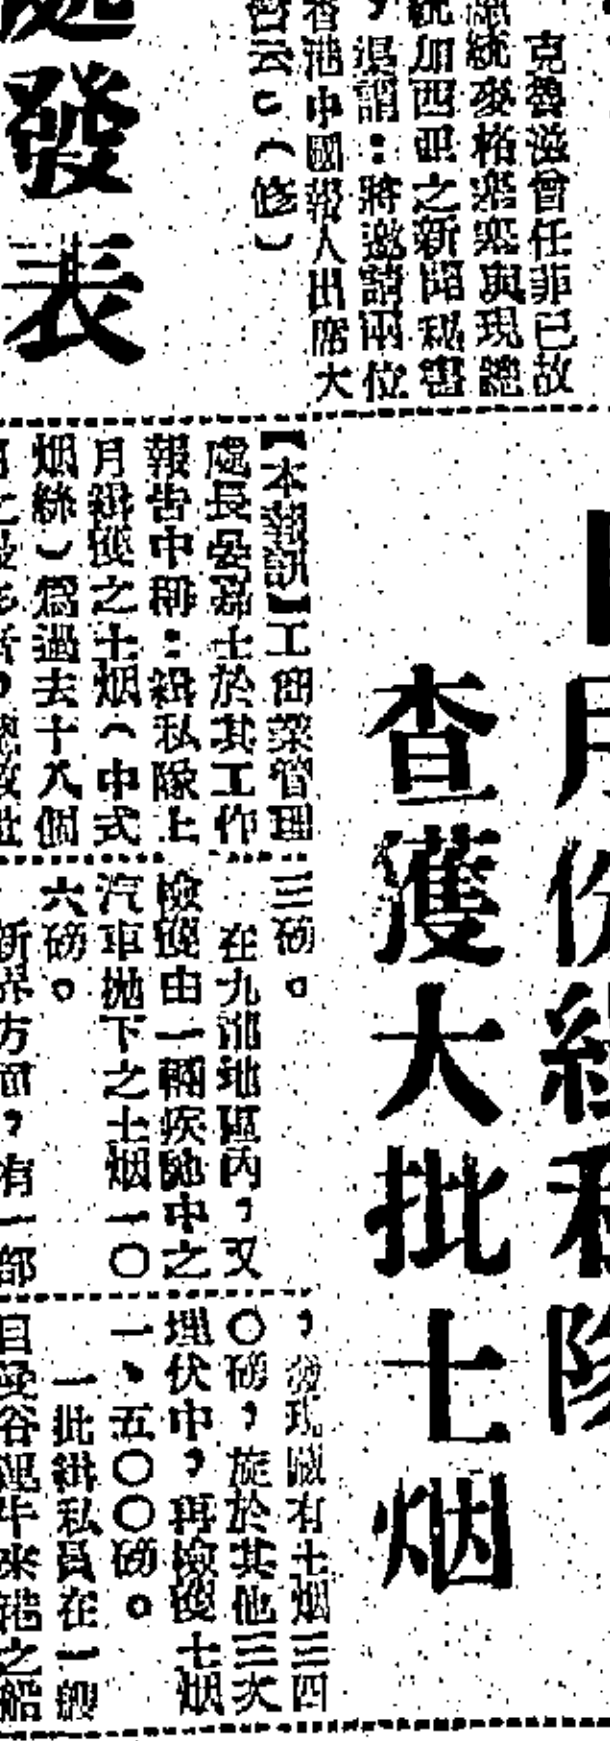 克魯滋曾任菲已故
總統麥格塞塞與現總
統加西亞之新聞秘書
,渠謂:將邀請兩位
香港中國報人出席大
會云。(修)
處發表
月份緝私隊
查獲大批土烟
【本報訊】工商業管理
處長晏嘉士於其工作
報告中稱:緝私隊上
月緝獲之土烟(中式
烟絲)為過去十八個
三磅。
在九龍地區內,又
檢獲由一輛疾馳中之
汽車拋下之土烟一〇
六磅。
新界方面,有一部
,發現藏有土烟三四
〇磅,旋於其他三次
埋伏中,再檢獲土烟
一、五〇〇磅。
一批緝私員在一艘
自曼谷運牛來港之船